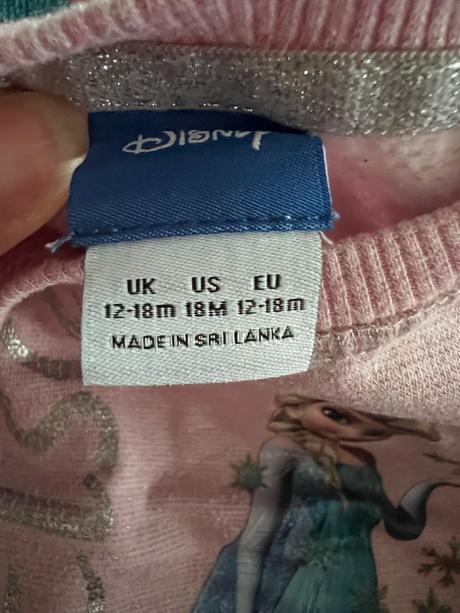 Disney
UK US EU
12-18m 18M 12-18m
MADE IN SRI LANKA